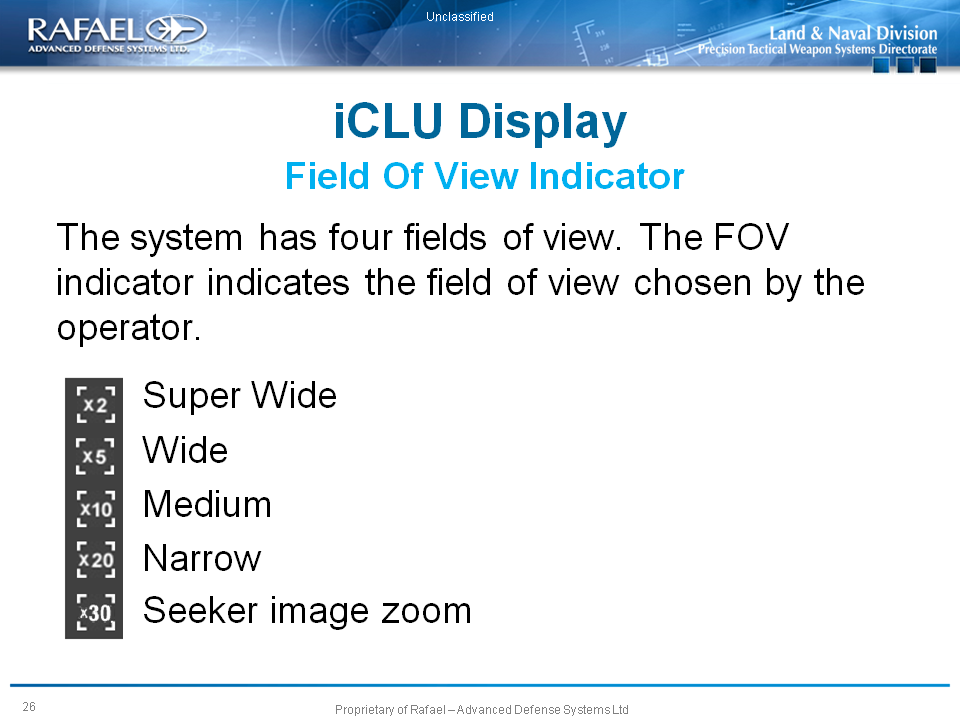 Unclassified
RAFAEL
ADVANCED DEFENSE SYSTEMS LTD.
Land & Naval Division
Precision Tactical Weapon Systems Directorate
iCLU Display
Field Of View Indicator
The system has four fields of view. The FOV
indicator indicates the field of view chosen by the
operator.
x2 Super Wide
x5 Wide
x10 Medium
x20 Narrow
x30 Seeker image zoom
26
Proprietary of Rafael – Advanced Defense Systems Ltd